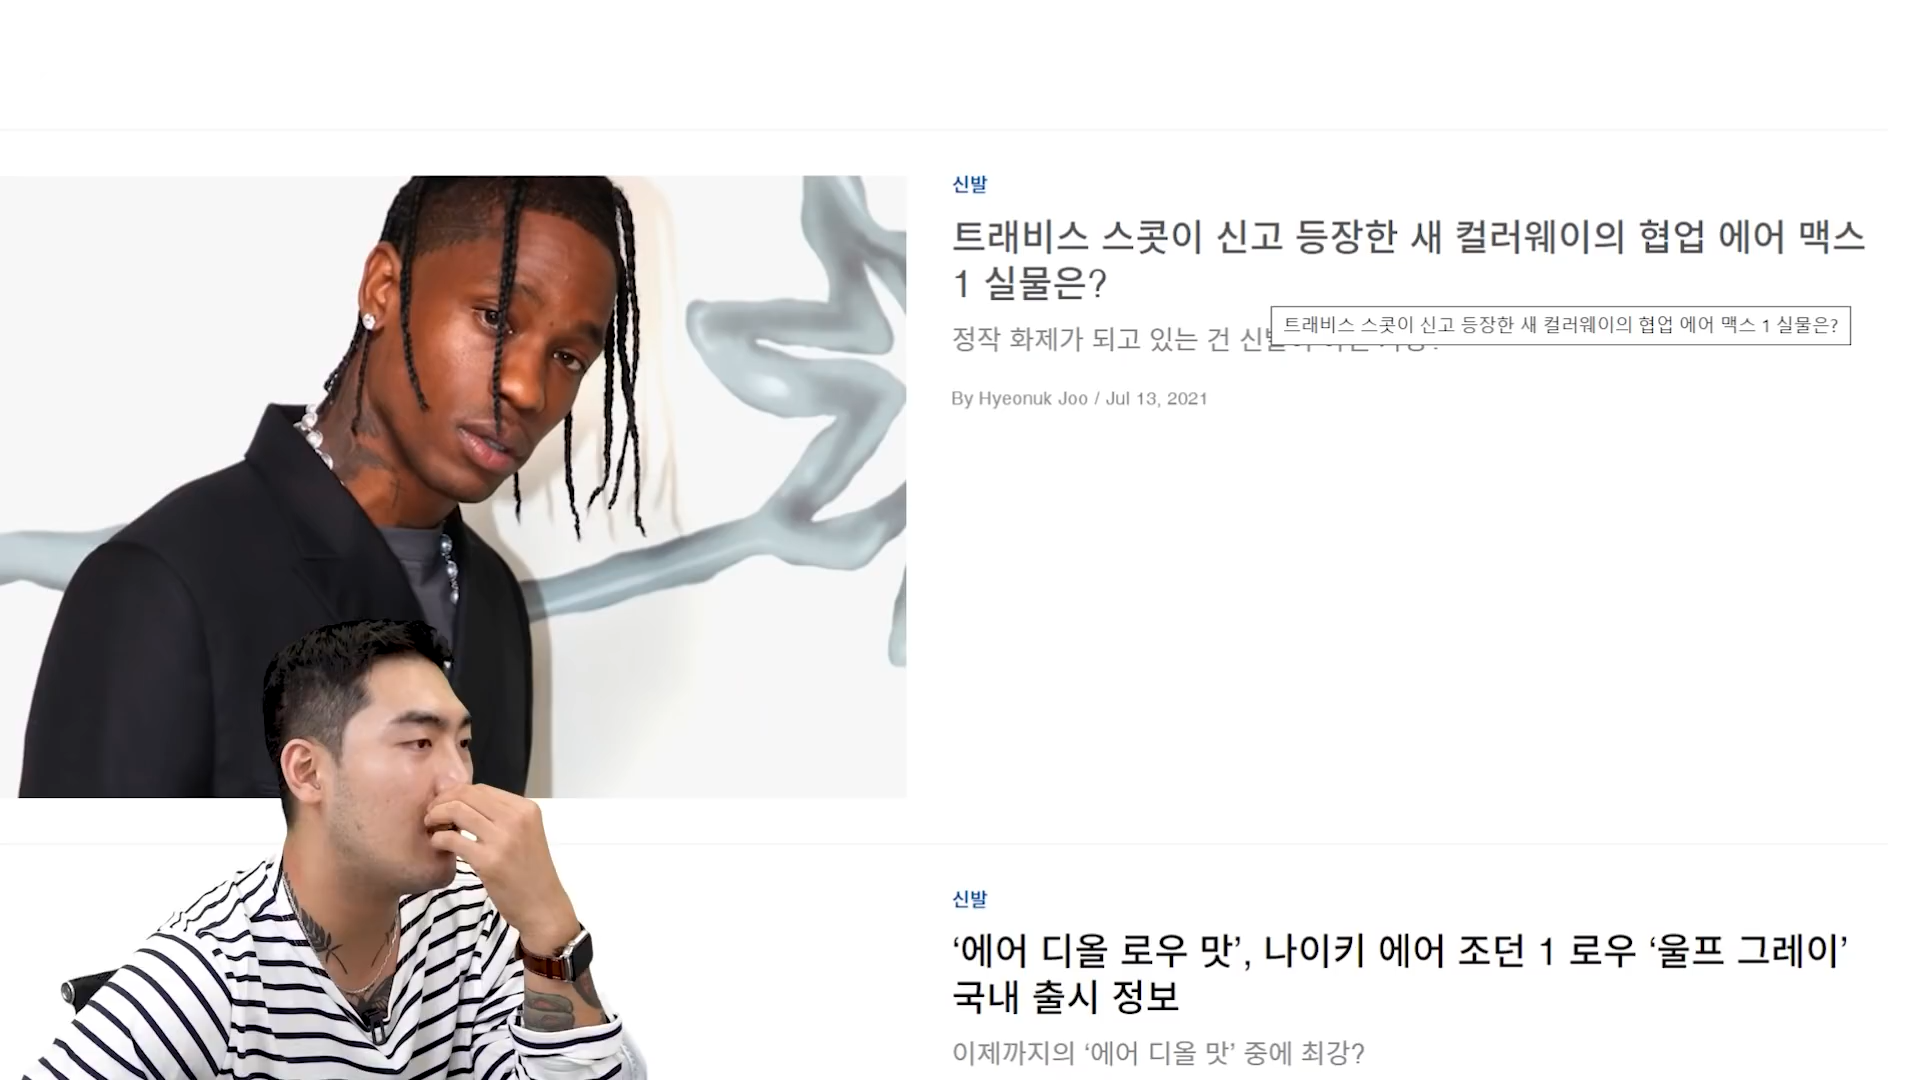 신발
트래비스 스콧이 신고 등장한 새 컬러웨이의 협업 에어 맥스
1 실물은?
트래비스 스콧이 신고 등장한 새 컬러웨이의 협업 에어 맥스 1 실물은?
정작 화제가 되고 있는 건
By Hyeonuk Joo / Jul 13, 2021
신발
‘에어 디올 로우 맛’, 나이키 에어 조던 1 로우 ‘울프 그레이’
국내 출시 정보
이제까지의 ‘에어 디올 맛’ 중에 최강?